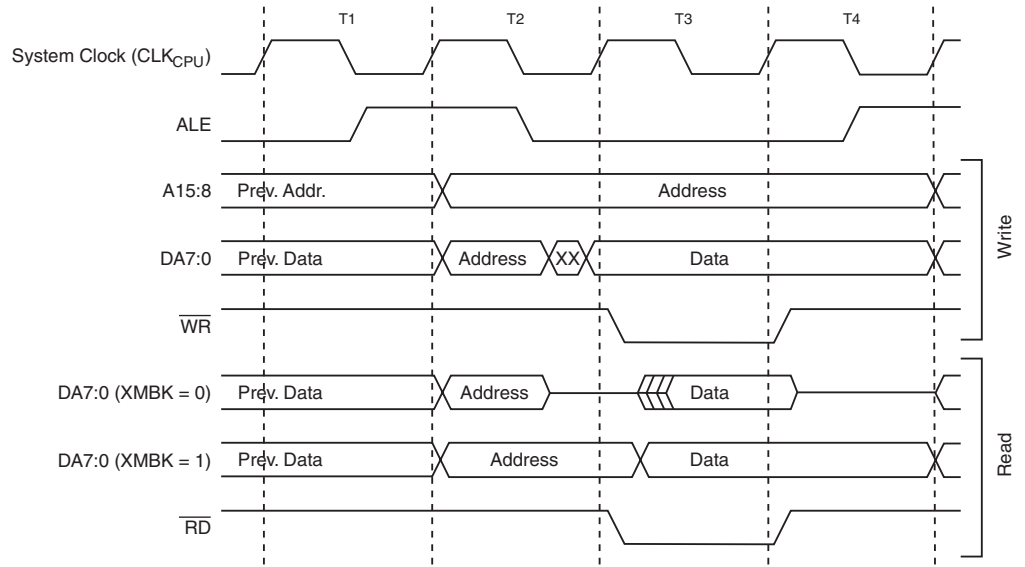 T1 T2 T3 T4
System Clock (CLKCPU)
ALE
A15:8 Prev. Addr. Address
DA7:0 Prev. Data Address XX Data
WR
Write
DA7:0 (XMBK = 0) Prev. Data Address Data
DA7:0 (XMBK = 1) Prev. Data Address Data
RD
Read